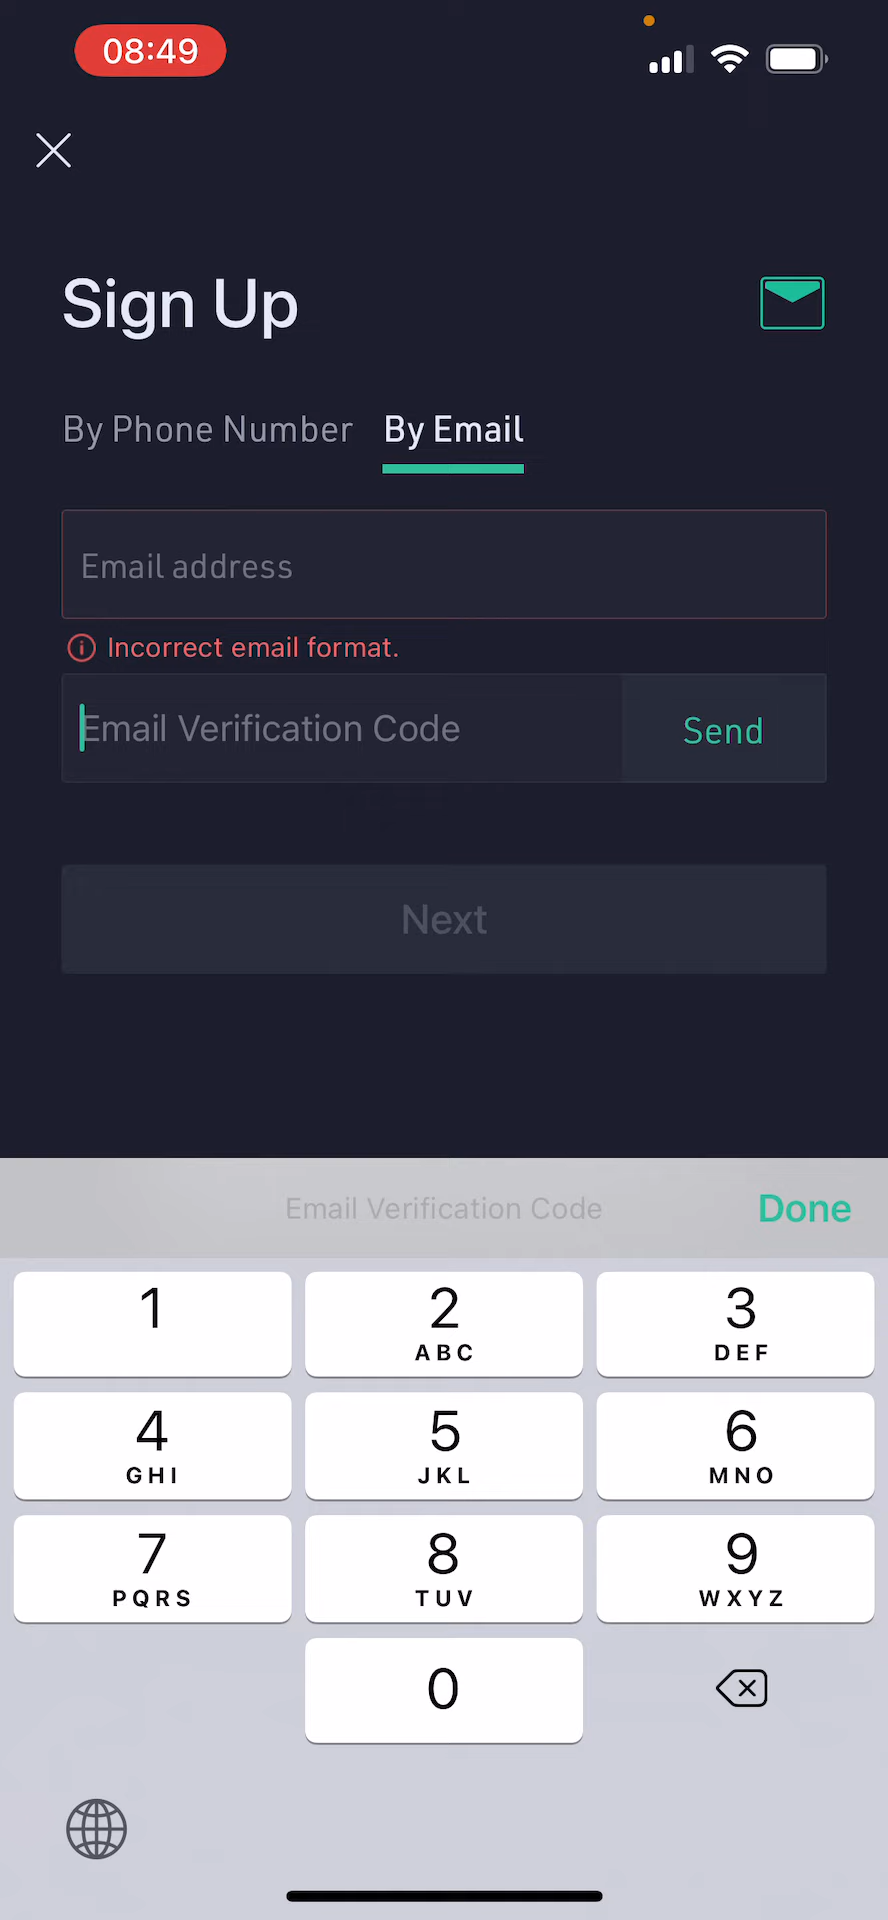 08:49
Sign Up
By Phone Number By Email
Email address
Incorrect email format.
Email Verification Code Send
Next
Email Verification Code Done
1 2 3
ABC DEF
4 5 6
GHI JKL MNO
7 8 9
PQRS TUV WXYZ
0